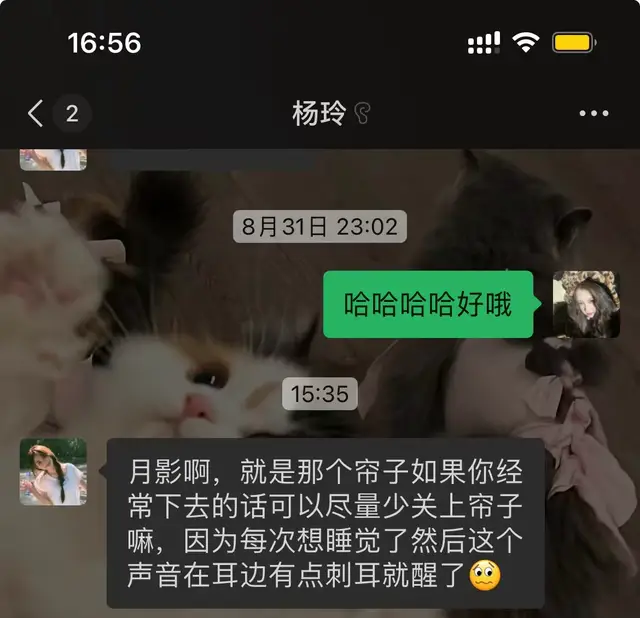 16:56
2
杨玲
8月31日 23:02
哈哈哈哈好哦
15:35
月影啊，就是那个帘子如果你经
常下去的话可以尽量少关上帘子
嘛，因为每次想睡觉了然后这个
声音在耳边有点刺耳就醒了